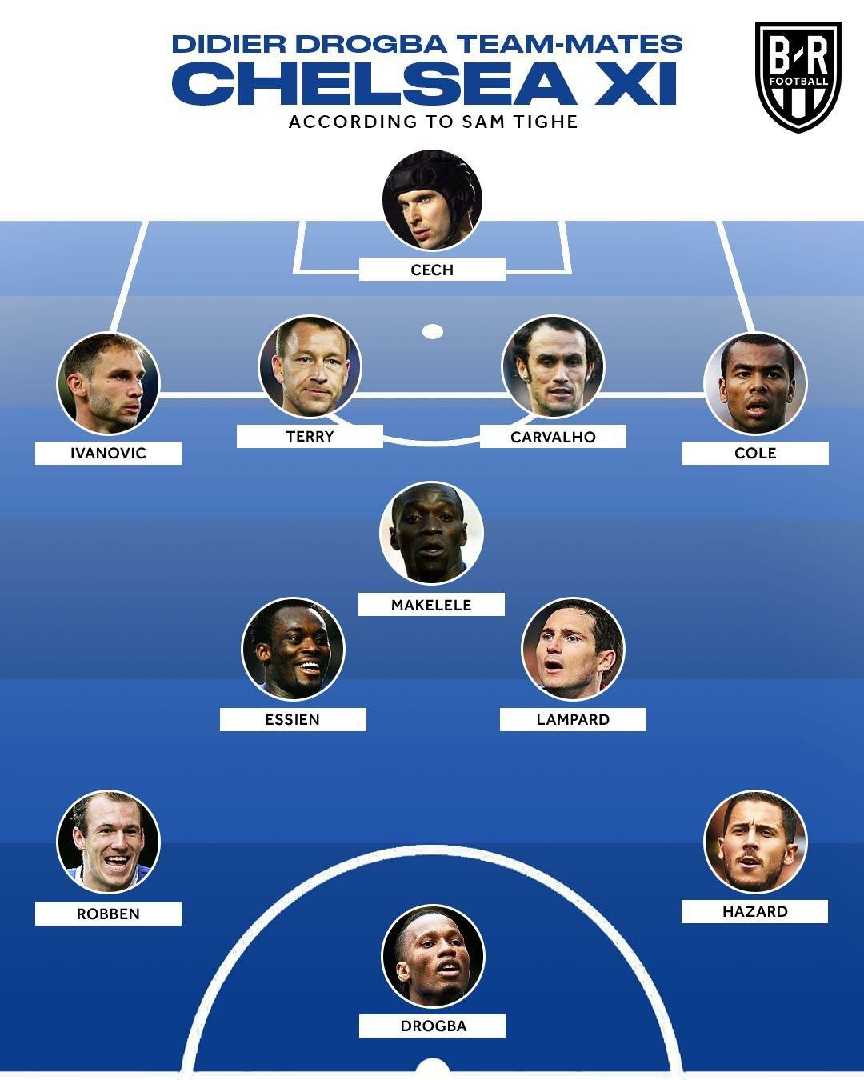 DIDIER DROGBA TEAM-MATES
CHELSEA XI
ACCORDING TO SAM TIGHE
B/R
FOOTBALL
CECH
IVANOVIC
TERRY
CARVALHO
COLE
MAKELELE
ESSIEN
LAMPARD
ROBBEN
HAZARD
DROGBA